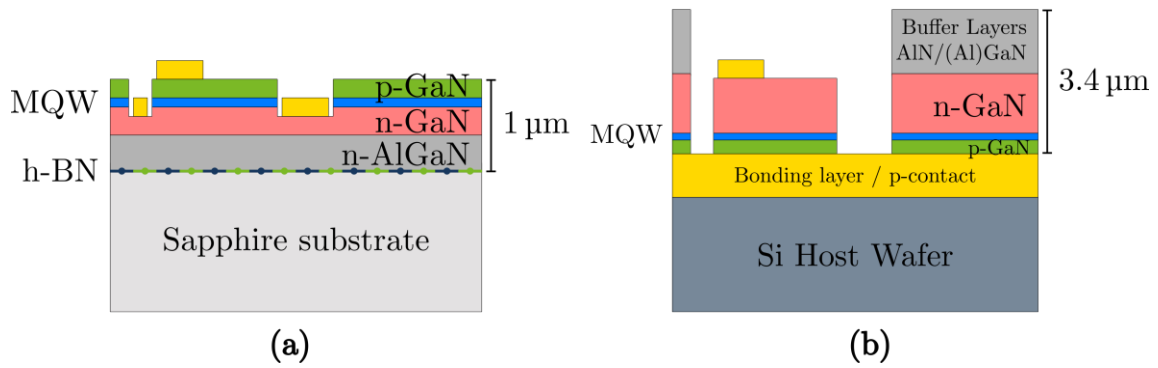 p-GaN
MQW
n-GaN
1 μm
n-AlGaN
h-BN
Sapphire substrate
(a)
Buffer Layers
AlN/(Al)GaN
3.4 μm
n-GaN
MQW
p-GaN
Bonding layer / p-contact
Si Host Wafer
(b)